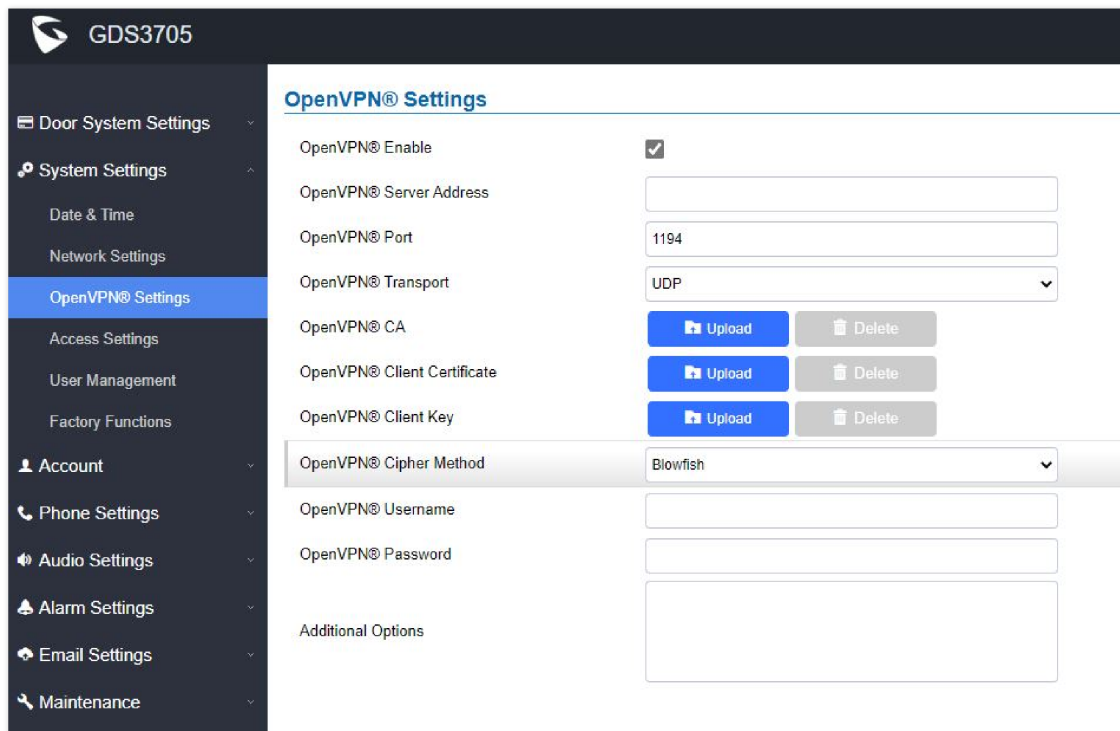 GDS3705
Door System Settings
System Settings
Date & Time
Network Settings
OpenVPN® Settings
Access Settings
User Management
Factory Functions
Account
Phone Settings
Audio Settings
Alarm Settings
Email Settings
Maintenance
OpenVPN® Settings
OpenVPN® Enable
OpenVPN® Server Address
OpenVPN® Port 1194
OpenVPN® Transport UDP
OpenVPN® CA Upload Delete
OpenVPN® Client Certificate Upload Delete
OpenVPN® Client Key Upload Delete
OpenVPN® Cipher Method Blowfish
OpenVPN® Username
OpenVPN® Password
Additional Options